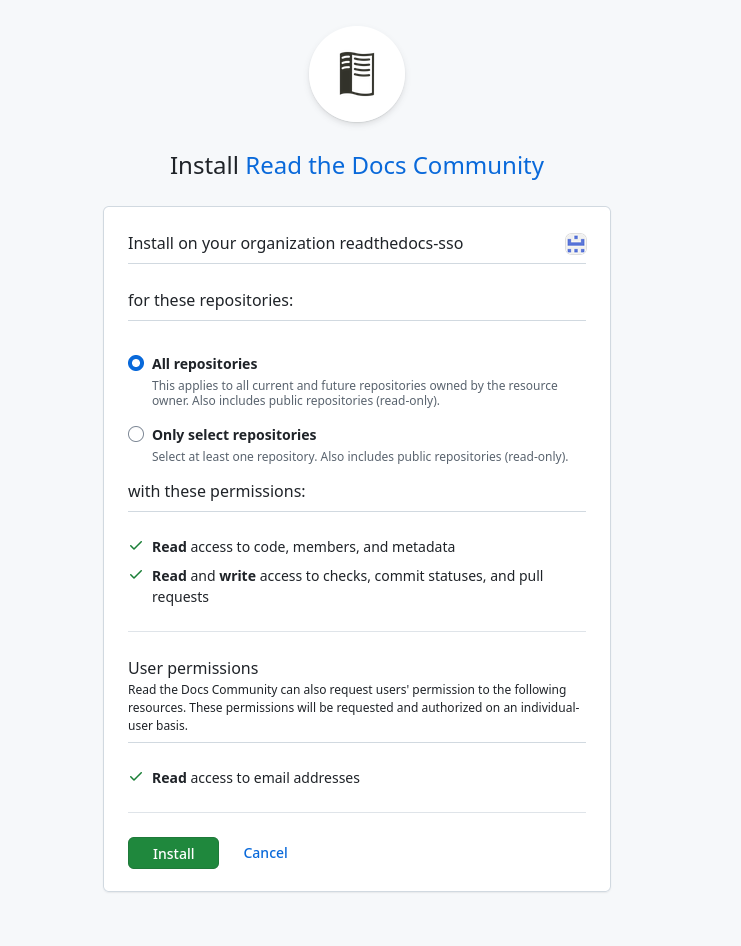 Install Read the Docs Community
Install on your organization readthedocs-sso
for these repositories:
All repositories
This applies to all current and future repositories owned by the resource
owner. Also includes public repositories (read-only).
Only select repositories
Select at least one repository. Also includes public repositories (read-only).
with these permissions:
Read access to code, members, and metadata
Read and write access to checks, commit statuses, and pull
requests
User permissions
Read the Docs Community can also request users' permission to the following
resources. These permissions will be requested and authorized on an individual-
user basis.
Read access to email addresses
Install Cancel